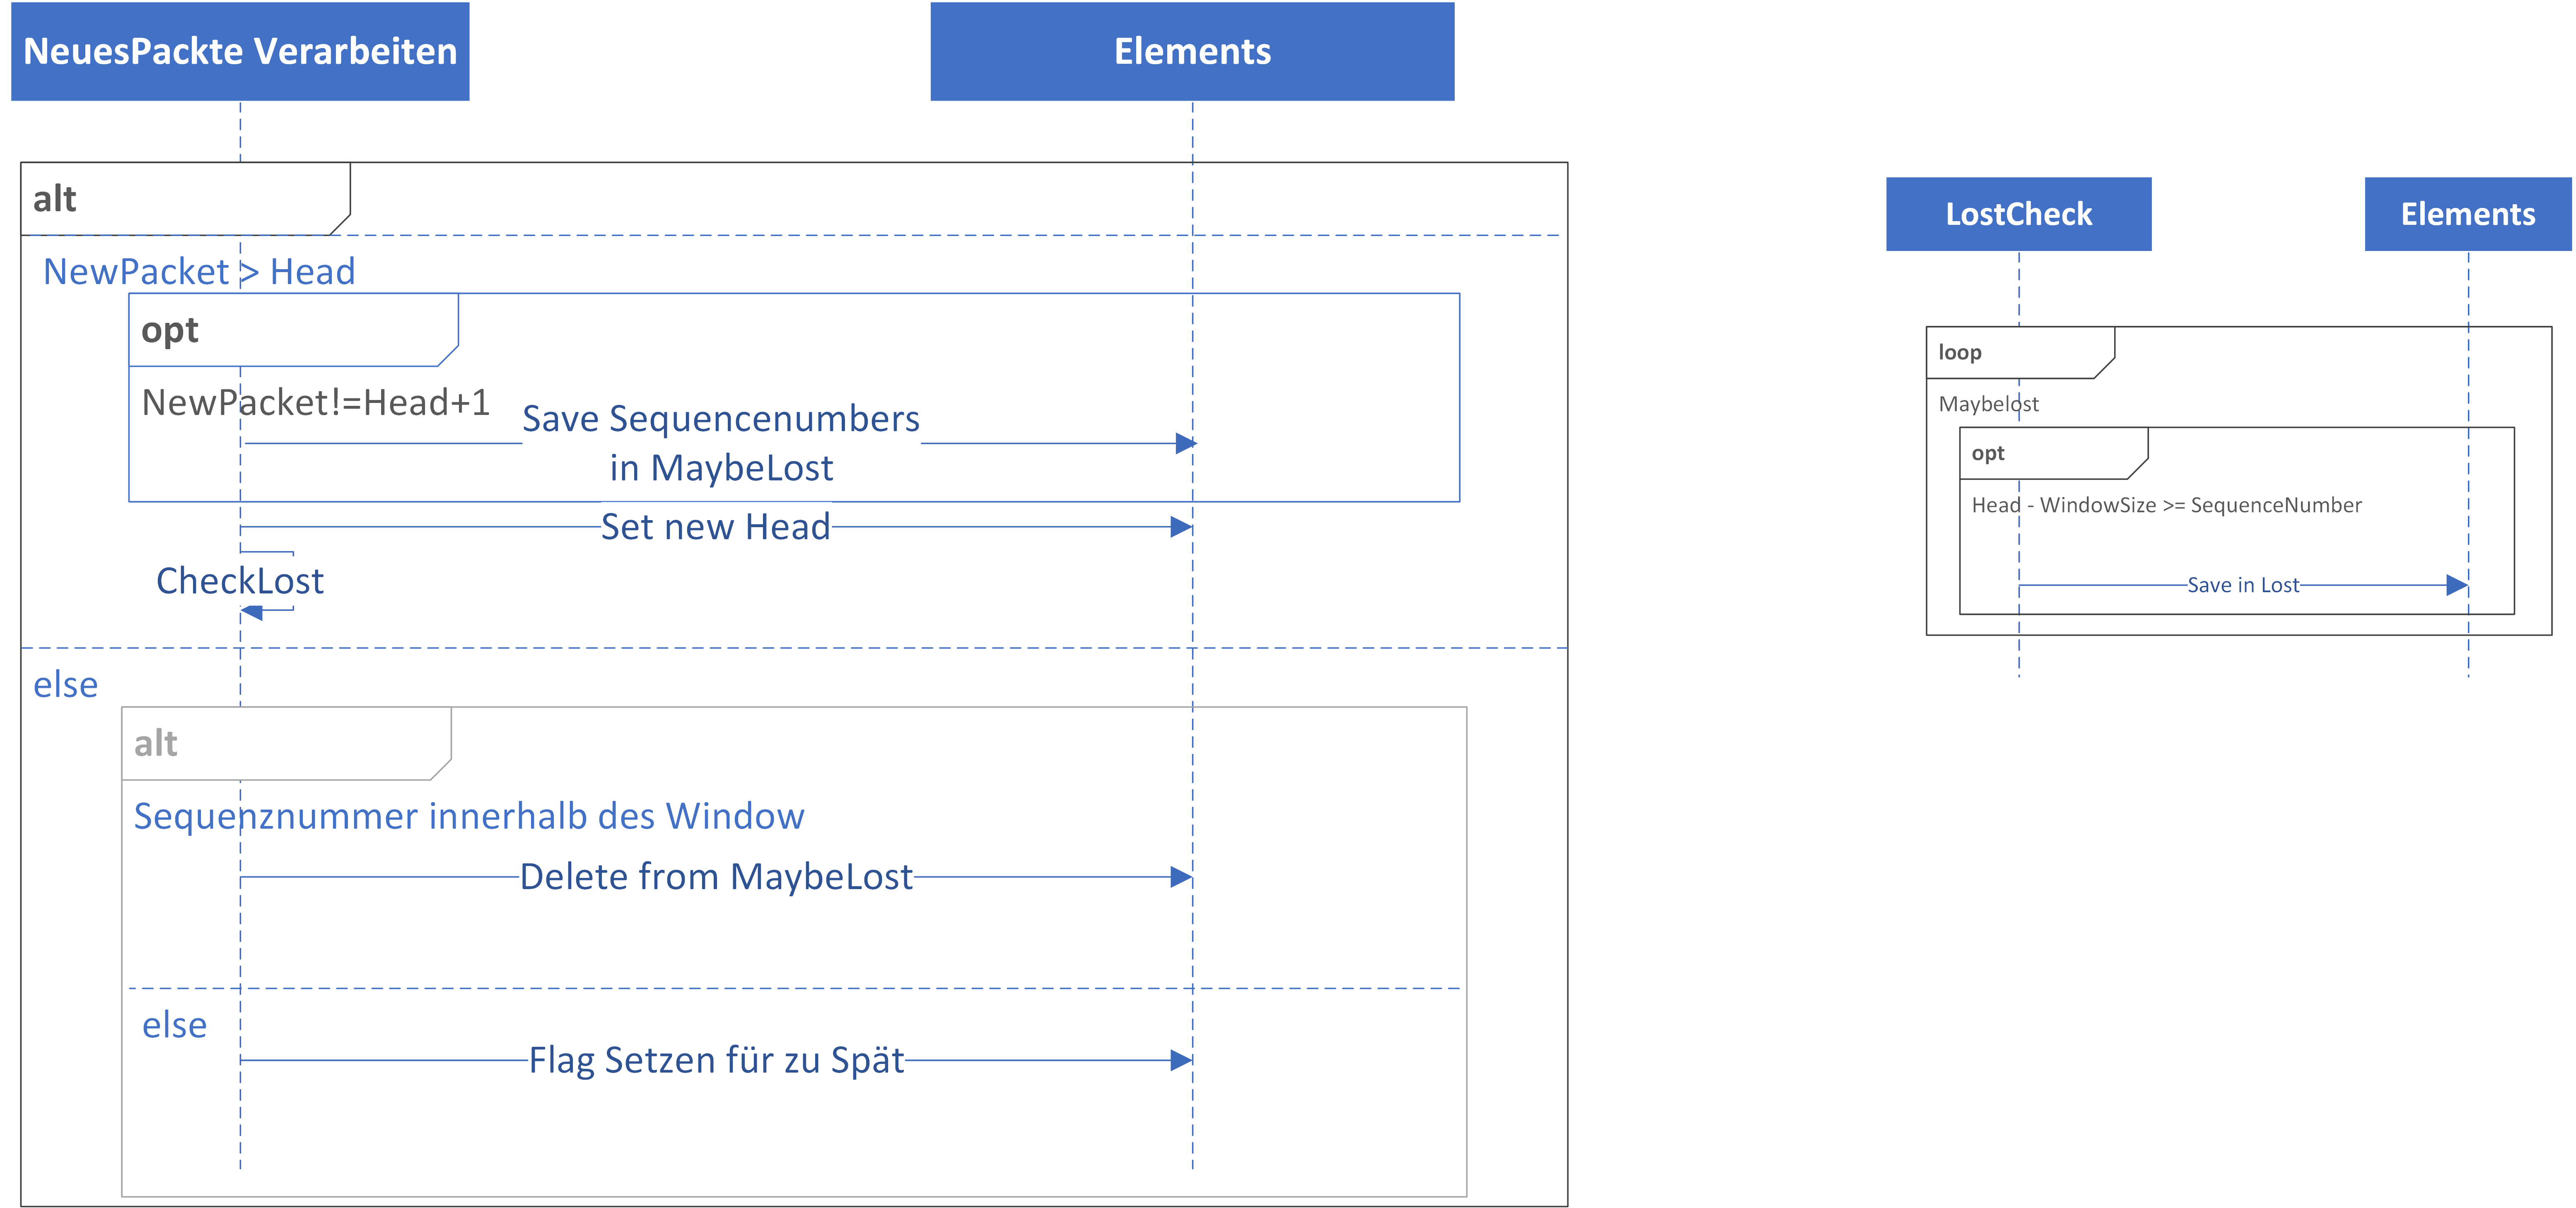 NeuesPackte Verarbeiten
Elements
alt
NewPacket > Head
opt
NewPacket!=Head+1
Save Sequencenumbers
in MaybeLost
Set new Head
CheckLost
else
alt
Sequenznummer innerhalb des Window
Delete from MaybeLost
else
Flag Setzen für zu Spät
LostCheck
Elements
loop
Maybelost
opt
Head - WindowSize >= SequenceNumber
Save in Lost